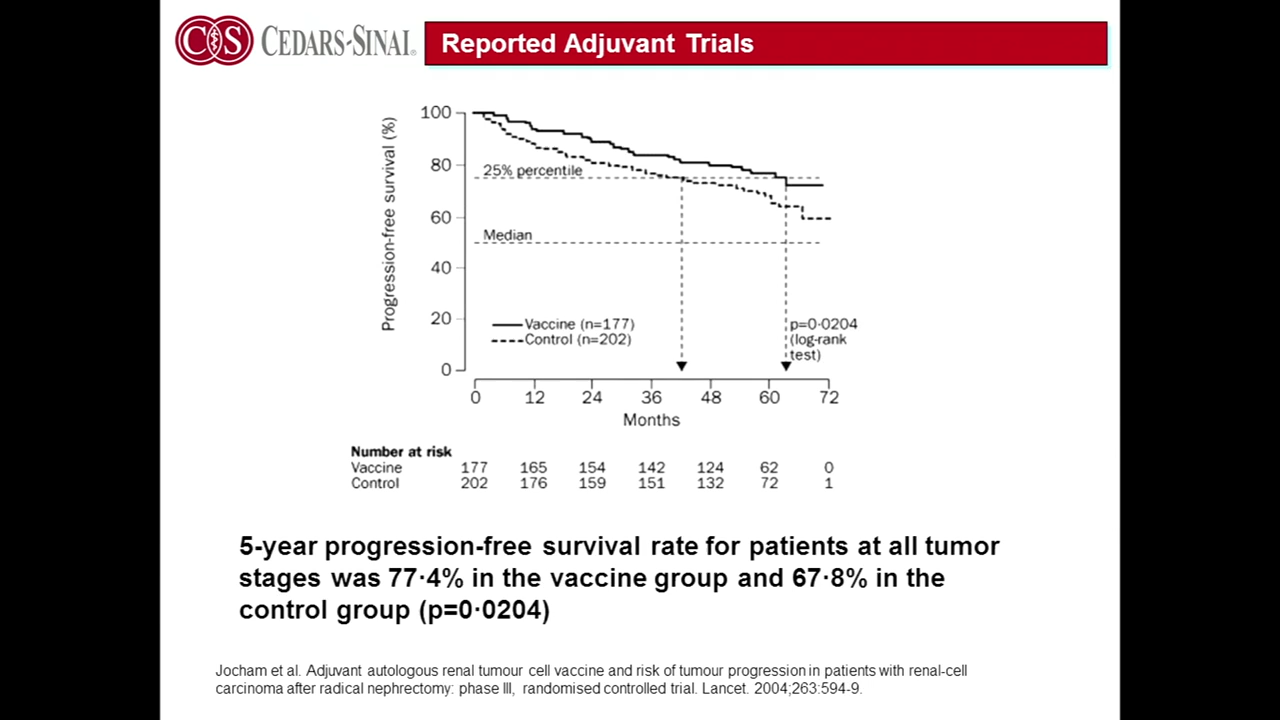 CEDARS-SINAI®
Reported Adjuvant Trials
Progression-free survival (%)
100
80
60
40
20
0
25% percentile
Median
Vaccine (n=177)
Control (n=202)
p=0·0204
(log-rank
test)
0 12 24 36 48 60 72
Months
Number at risk
Vaccine 177 165 154 142 124 62 0
Control 202 176 159 151 132 72 1
5-year progression-free survival rate for patients at all tumor
stages was 77·4% in the vaccine group and 67·8% in the
control group (p=0·0204)
Jocham et al. Adjuvant autologous renal tumour cell vaccine and risk of tumour progression in patients with renal-cell
carcinoma after radical nephrectomy: phase III, randomised controlled trial. Lancet. 2004;263:594-9.